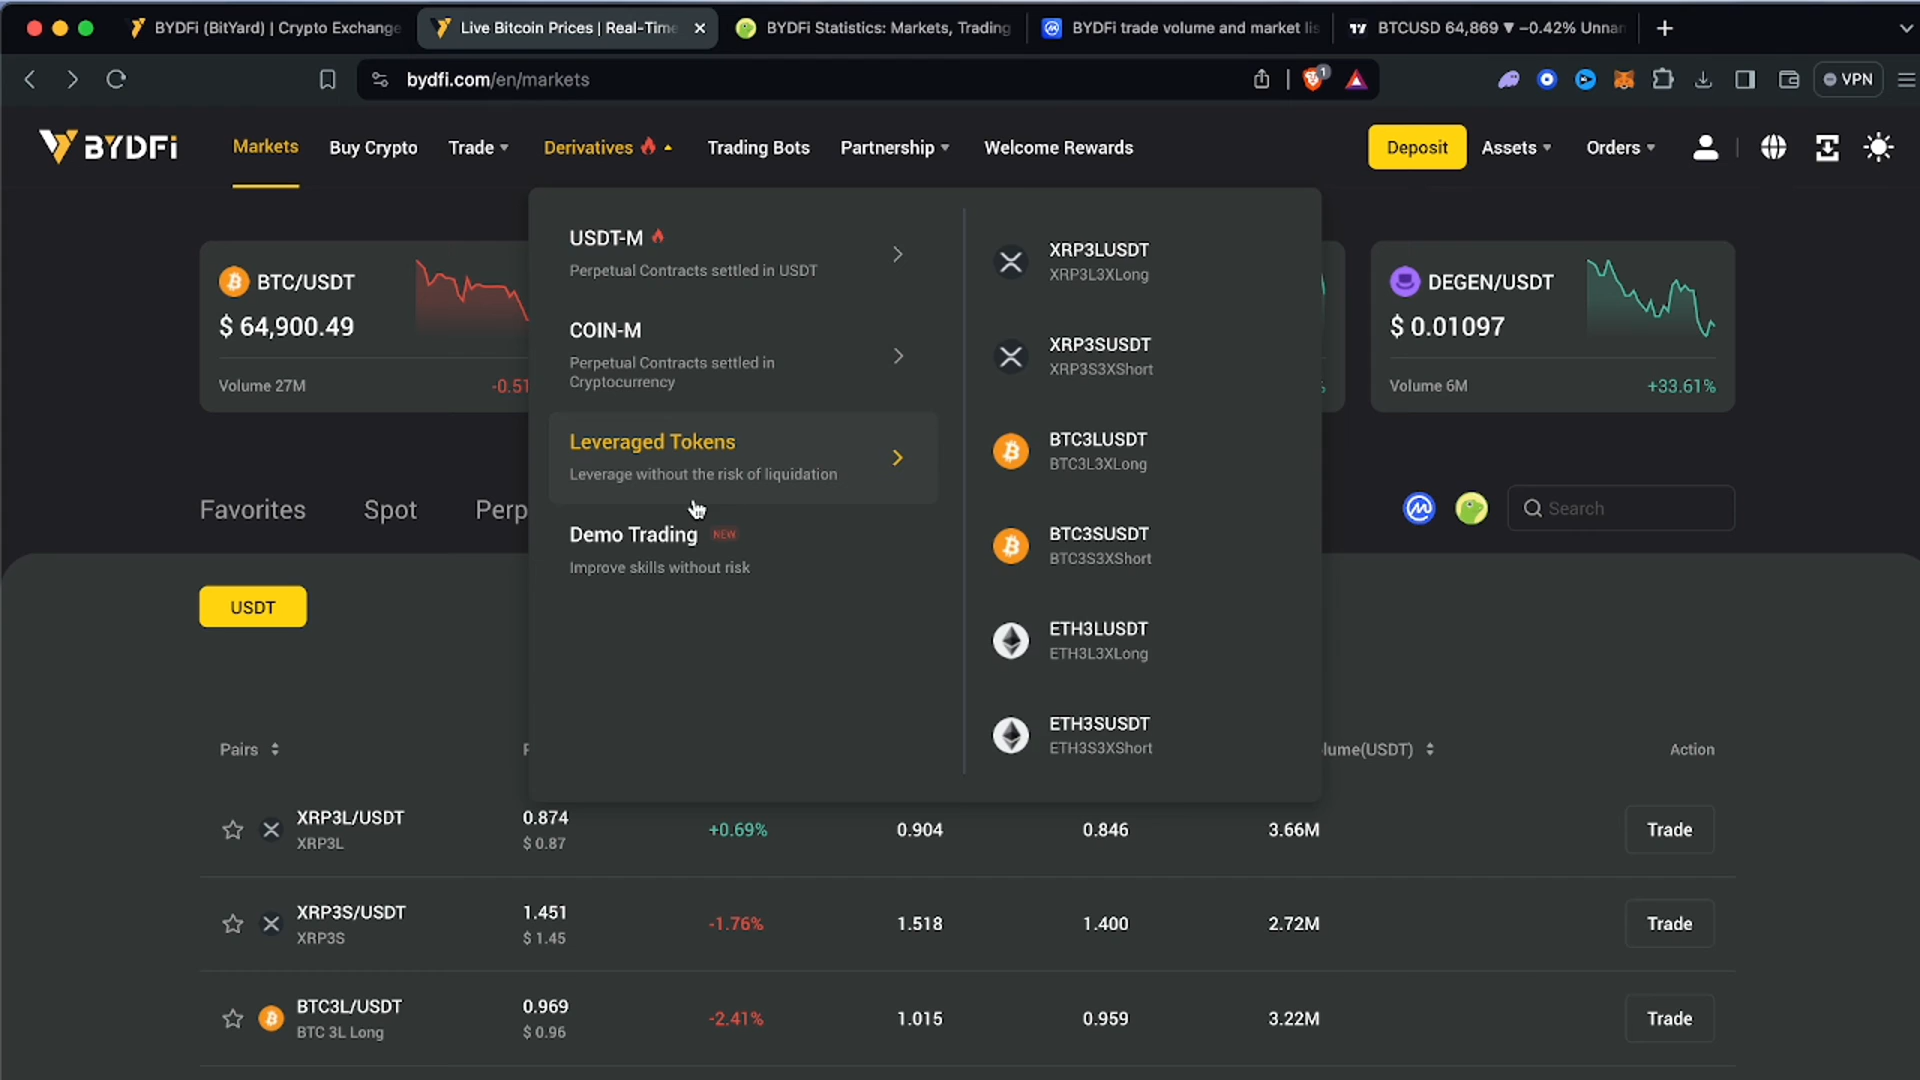 BYDFi (BitYard) | Crypto Exchange
Live Bitcoin Prices | Real-Time
BYDFi Statistics: Markets, Trading
BYDFi trade volume and market lis
BTCUSD 64,869 ▼ −0.42% Unnan
bydfi.com/en/markets
1
VPN
BYDFi
Markets
Buy Crypto
Trade
Derivatives
Trading Bots
Partnership
Welcome Rewards
Deposit
Assets
Orders
BTC/USDT
$ 64,900.49
Volume 27M
-0.51
USDT-M
Perpetual Contracts settled in USDT
COIN-M
Perpetual Contracts settled in
Cryptocurrency
Leveraged Tokens
Leverage without the risk of liquidation
Demo Trading NEW
Improve skills without risk
XRP3LUSDT
XRP3L3XLong
XRP3SUSDT
XRP3S3XShort
BTC3LUSDT
BTC3L3XLong
BTC3SUSDT
BTC3S3XShort
ETH3LUSDT
ETH3L3XLong
ETH3SUSDT
ETH3S3XShort
DEGEN/USDT
$ 0.01097
Volume 6M
+33.61%
Favorites
Spot
Perp
Search
USDT
Pairs
lume(USDT)
Action
XRP3L/USDT
XRP3L
0.874
$ 0.87
+0.69%
0.904
0.846
3.66M
Trade
XRP3S/USDT
XRP3S
1.451
$ 1.45
-1.76%
1.518
1.400
2.72M
Trade
BTC3L/USDT
BTC 3L Long
0.969
$ 0.96
-2.41%
1.015
0.959
3.22M
Trade